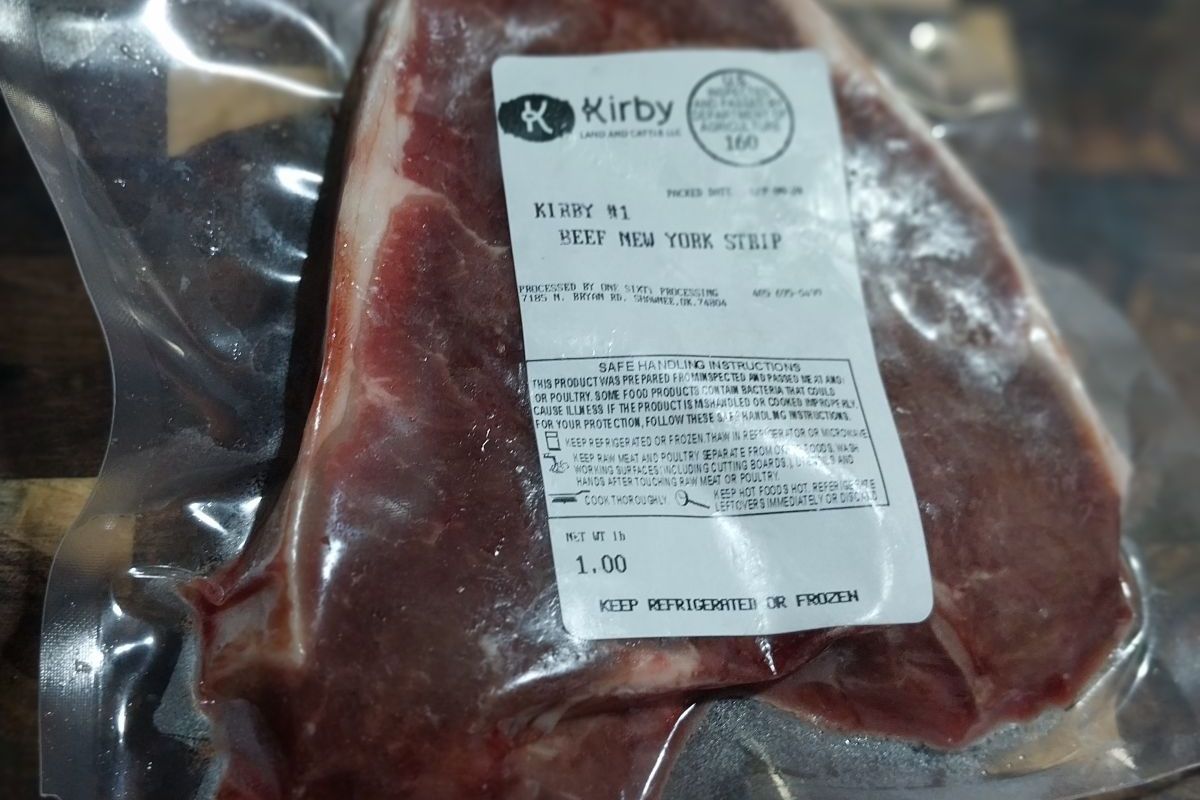 K Kirby
LAND AND CATTLE LLC
U.S.
INSPECTED
AND PASSED BY
DEPARTMENT OF
AGRICULTURE
160
PACKED DATE
KIRBY #1
BEEF NEW YORK STRIP
PROCESSED BY ONE SIXTY PROCESSING
7185 N. BRYAN RD. SHAWNEE,OK.74804
SAFE HANDLING INSTRUCTIONS
THIS PRODUCT WAS PREPARED FROM INSPECTED AND PASSED MEAT AND/
OR POULTRY. SOME FOOD PRODUCTS CONTAIN BACTERIA THAT COULD
CAUSE ILLNESS IF THE PRODUCT IS MISHANDLED OR COOKED IMPROPERLY.
FOR YOUR PROTECTION, FOLLOW THESE SAFE HANDLING INSTRUCTIONS.
KEEP REFRIGERATED OR FROZEN. THAW IN REFRIGERATOR OR MICROWAVE
KEEP RAW MEAT AND POULTRY SEPARATE FROM OTHER FOODS. WASH
WORKING SURFACES (INCLUDING CUTTING BOARDS), UTENSILS AND
HANDS AFTER TOUCHING RAW MEAT OR POULTRY.
COOK THOROUGHLY.
KEEP HOT FOODS HOT. REFRIGERATE
LEFTOVERS IMMEDIATELY OR DISCARD
NET WT lb
1.00
KEEP REFRIGERATED OR FROZEN